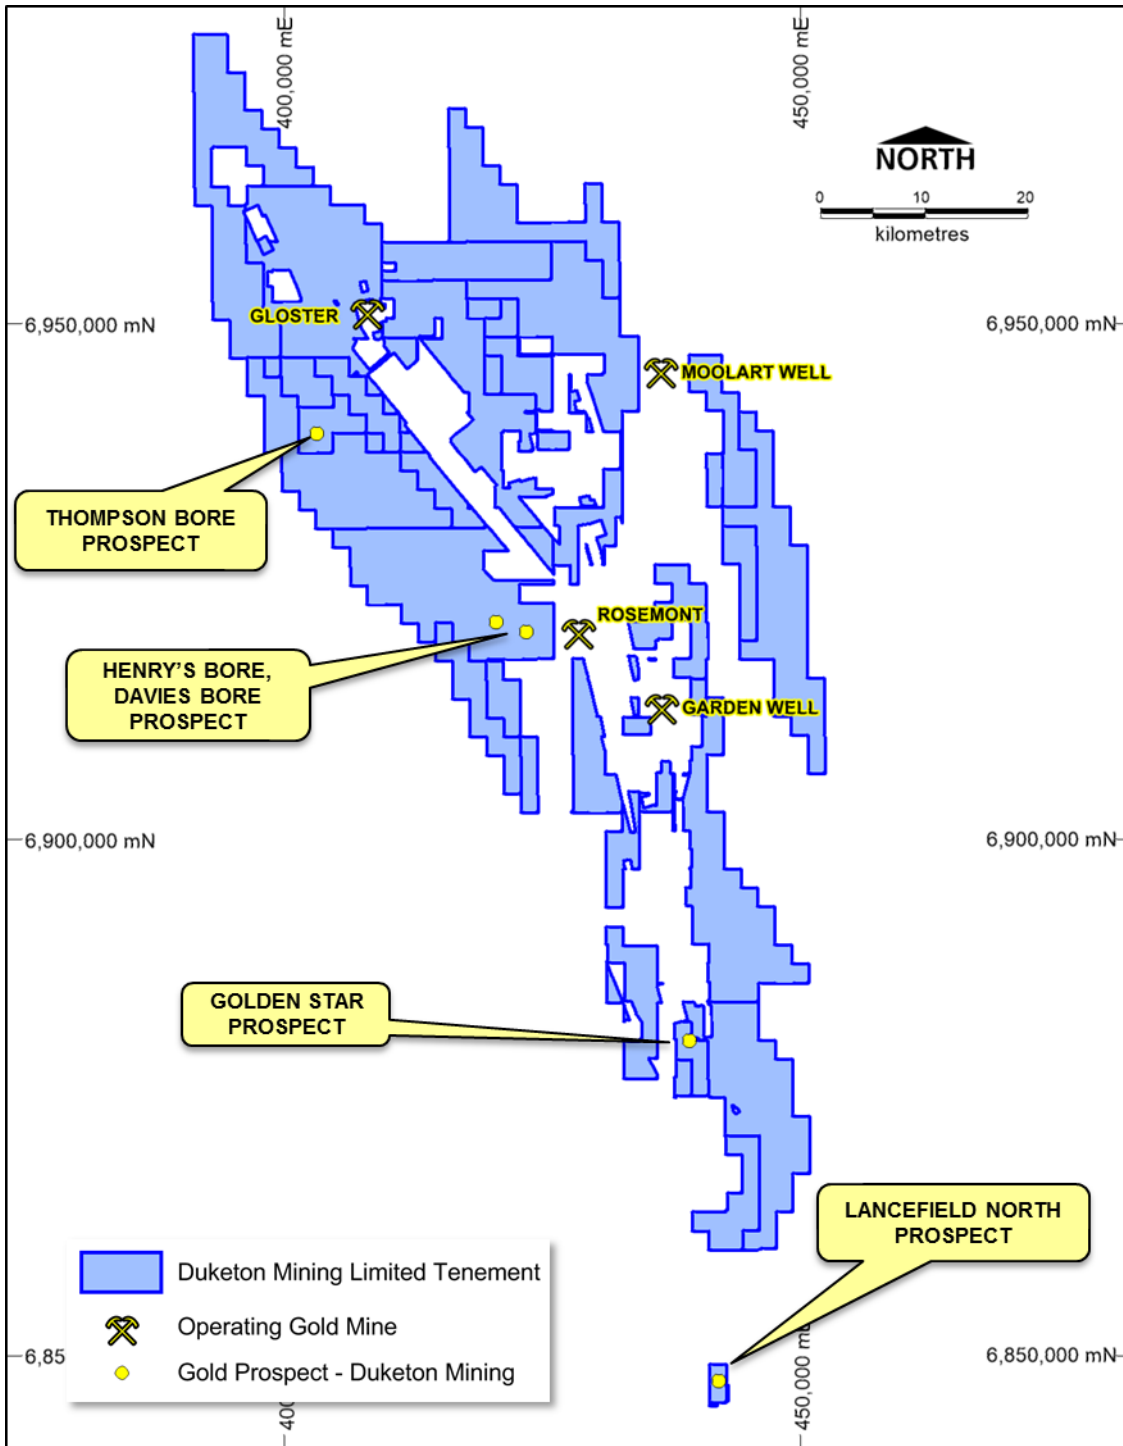 400,000 mE
450,000 mE
NORTH
0 10 20
kilometres
GLOSTER
6,950,000 mN
6,950,000 mN
MOOLART WELL
THOMPSON BORE
PROSPECT
ROSEMONT
HENRY'S BORE,
DAVIES BORE
PROSPECT
GARDEN WELL
6,900,000 mN
6,900,000 mN
GOLDEN STAR
PROSPECT
LANCEFIELD NORTH
PROSPECT
Duketon Mining Limited Tenement
Operating Gold Mine
Gold Prospect - Duketon Mining
6,85
6,850,000 mN
400
450,000 mE